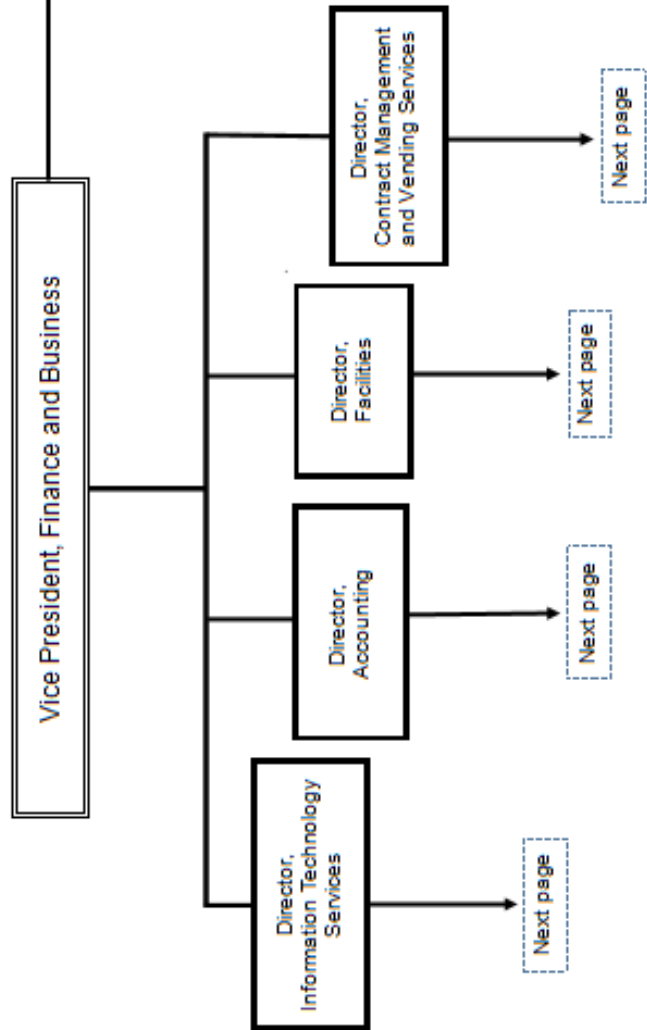 Vice President, Finance and Business
Director,
Information Technology
Services
Director,
Accounting
Director,
Facilities
Director,
Contract Management
and Vending Services
Next page
Next page
Next page
Next page